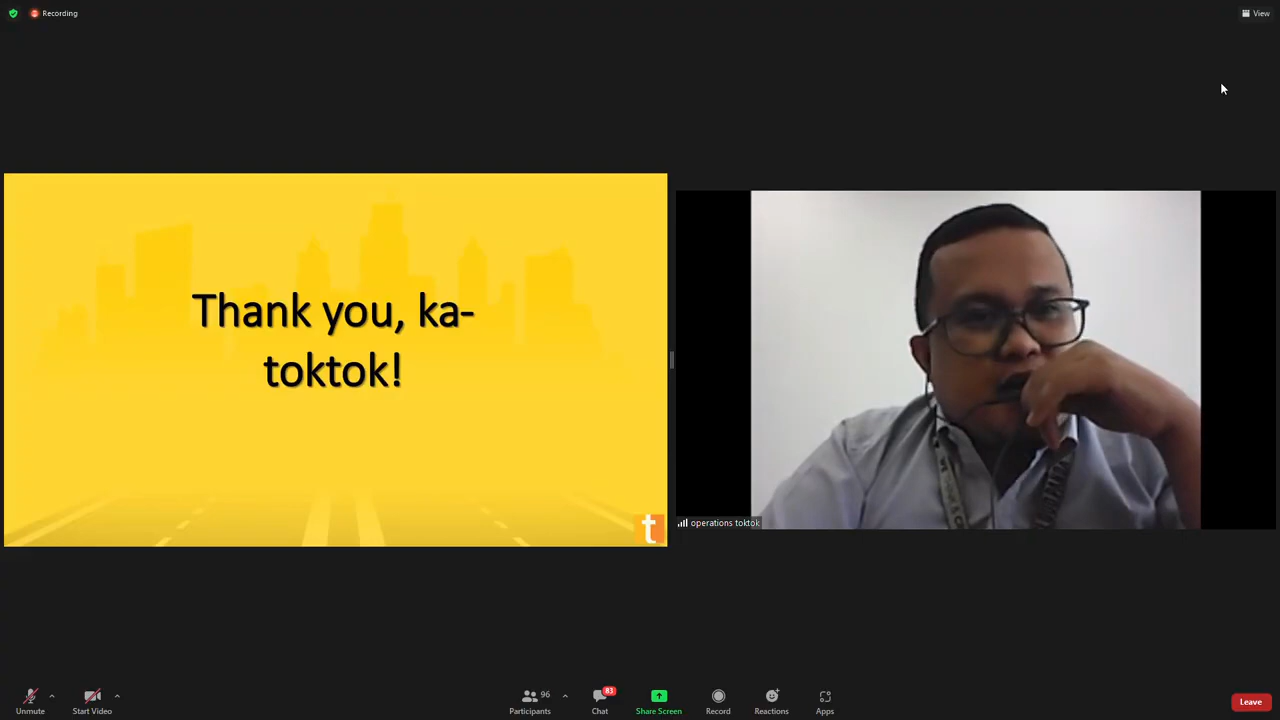 Recording
View
Thank you, ka-
toktok!
t
operations toktok
Unmute
Start Video
96
Participants
83
Chat
Share Screen
Record
Reactions
Apps
Leave